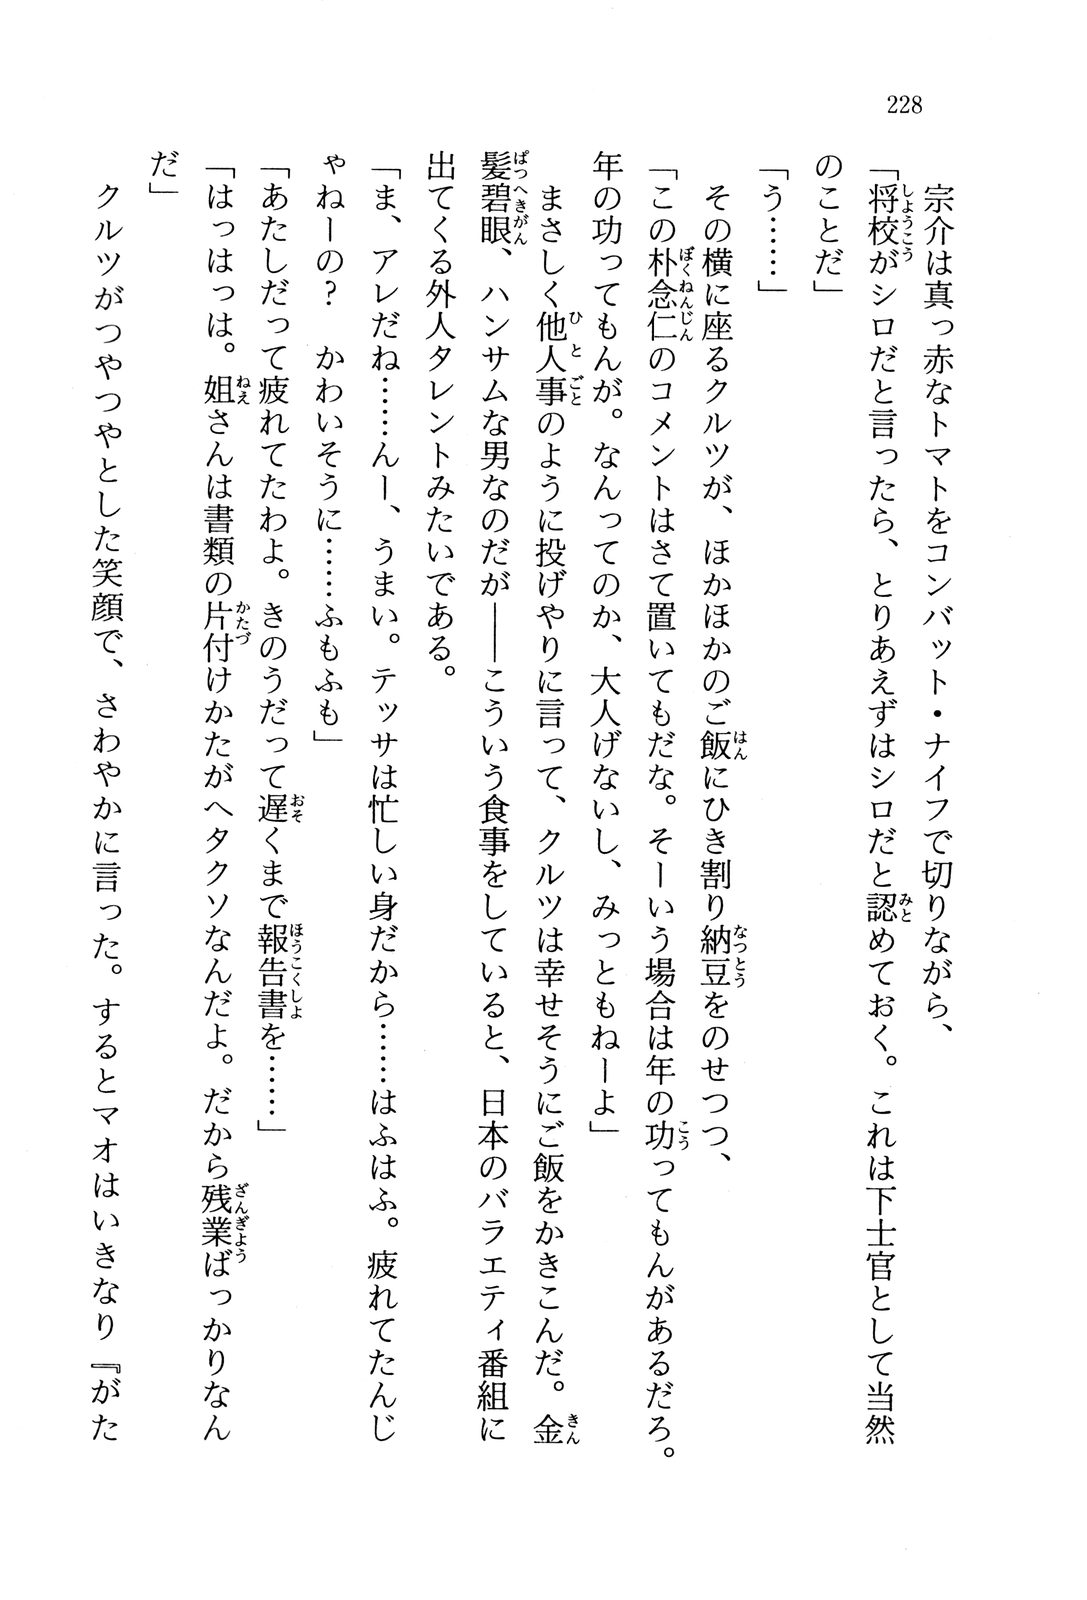 228
宗介は真っ赤なトマトをコンバット・ナイフで切りながら、
「将校がシロだと言ったら、とりあえずはシロだと認めておく。これは下士官として当然
のことだ」
「う……」
その横に座るクルツが、ほかほかのご飯にひき割り納豆をのせつつ、
「この朴念仁のコメントはさて置いてもだな。そーいう場合は年の功ってもんがあるだろ。
年の功ってもんが。なんってのか、大人げないし、みっともねーよ」
まさしく他人事のように投げやりに言って、クルツは幸せそうにご飯をかきこんだ。金
髪碧眼、ハンサムな男なのだが――こういう食事をしていると、日本のバラエティ番組に
出てくる外人タレントみたいである。
「ま、アレだね……んー、うまい。テッサは忙しい身だから……はふはふ。疲れてたんじ
ゃねーの？　かわいそうに……ふもふも」
「あたしだって疲れてたわよ。きのうだって遅くまで報告書を……」
「はっはっは。姐さんは書類の片付けかたがヘタクソなんだよ。だから残業ばっかりなん
だ」
クルツがつやつやとした笑顔で、さわやかに言った。するとマオはいきなり『がた